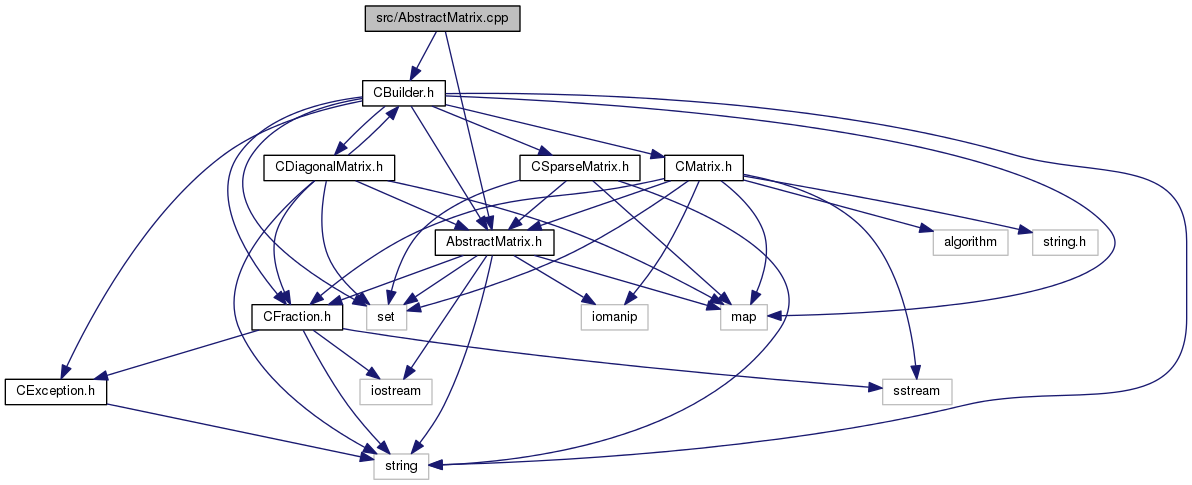 src/AbstractMatrix.cpp
CBuilder.h
CDiagonalMatrix.h
CSparseMatrix.h
CMatrix.h
AbstractMatrix.h
algorithm
string.h
CFraction.h
set
iomanip
map
CException.h
iostream
sstream
string